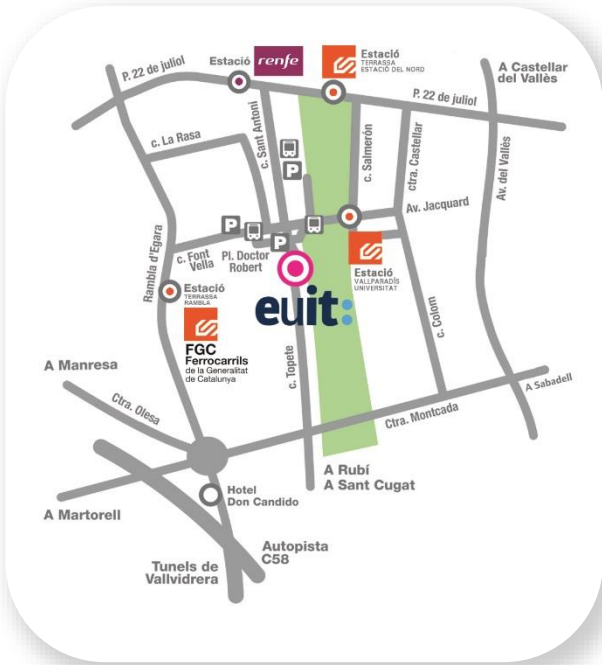 Estació renfe
Estació
TERRASSA
ESTACIÓ DEL NORD
P. 22 de juliol
P. 22 de juliol
A Castellar
del Vallès
c. La Rasa
c. Sant Antoni
P
c. Salmerón
ctra. Castellar
Av. del Vallès
Av. Jacquard
P
P
c. Font
Vella
Pl. Doctor
Robert
Rambla d'Egara
Estació
VALLPARADÍS
UNIVERSITAT
Estació
TERRASSA
RAMBLA
euit:
FGC
Ferrocarrils
de la Generalitat
de Catalunya
c. Topete
c. Colom
A Manresa
Ctra. Olesa
A Sabadell
Ctra. Montcada
A Rubí
A Sant Cugat
Hotel
Don Candido
A Martorell
Autopista
C58
Tunels de
Vallvidrera